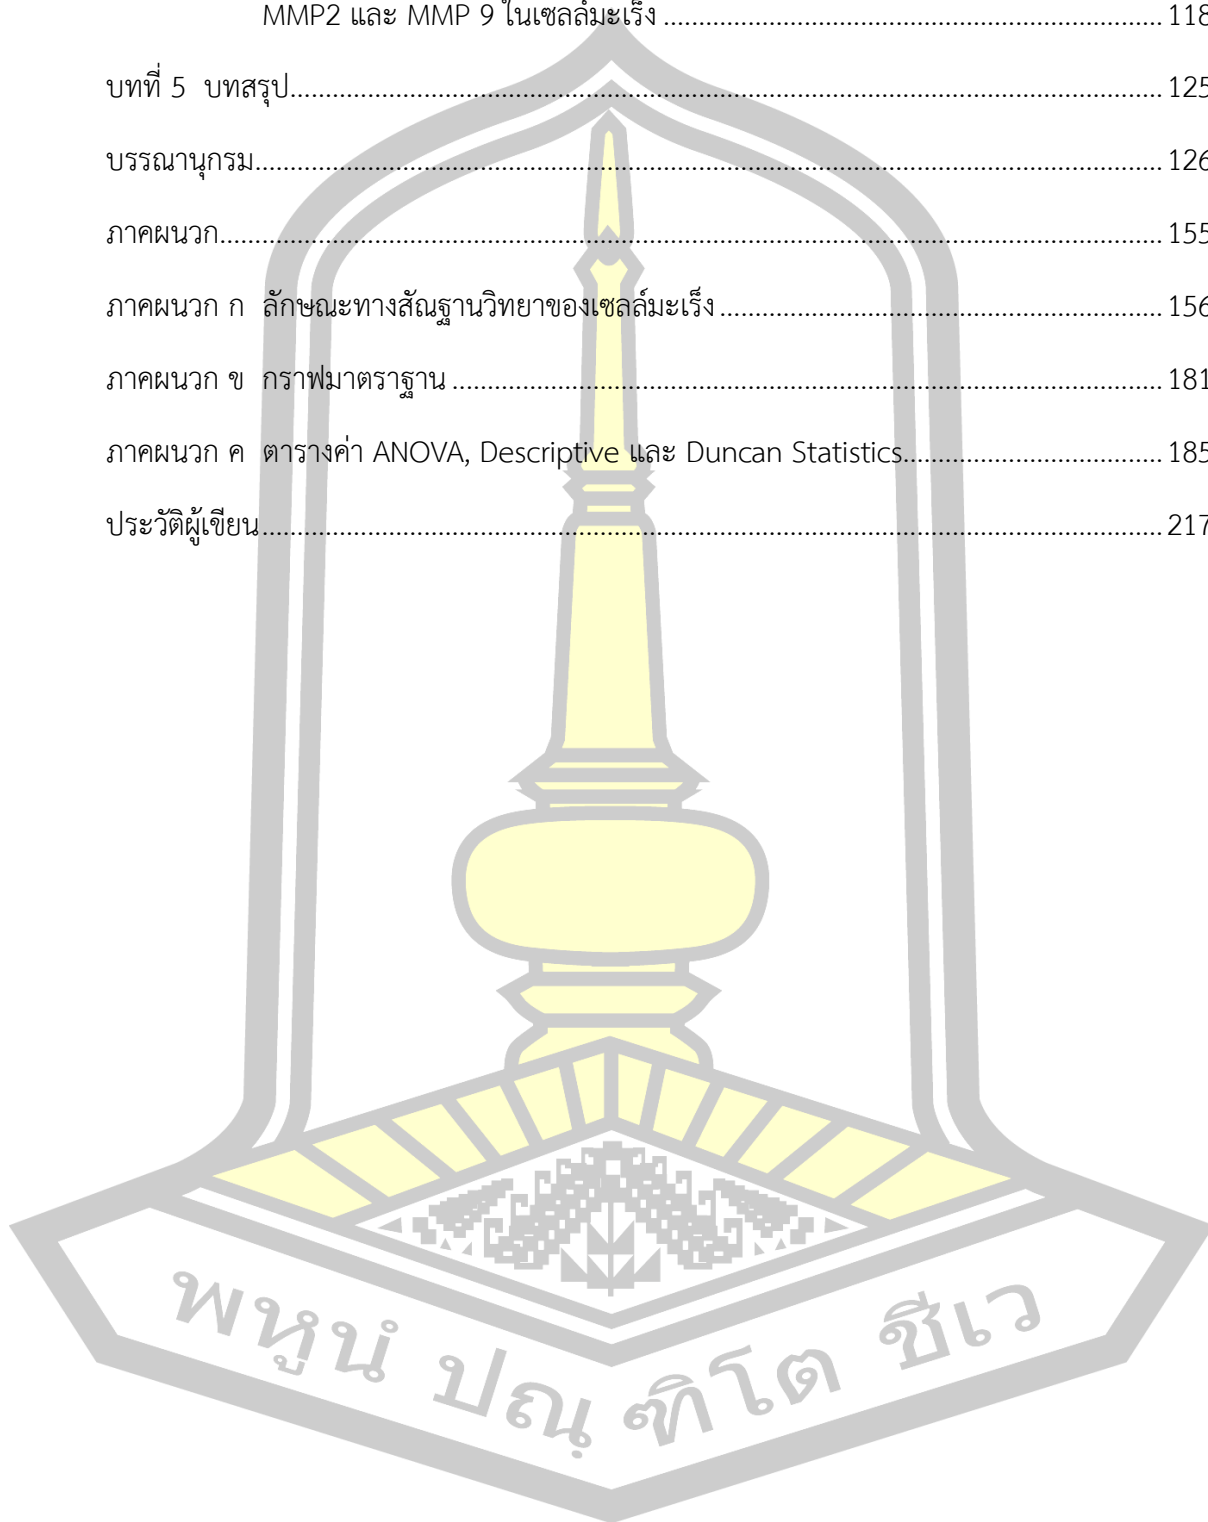 MMP2 และ MMP 9 ในเซลล์มะเร็ง ........................................................................ 118
บทที่ 5 บทสรุป............................................................................................................................. 125
บรรณานุกรม.................................................................................................................................. 126
ภาคผนวก....................................................................................................................................... 155
ภาคผนวก ก ลักษณะทางสัณฐานวิทยาของเซลล์มะเร็ง ............................................................... 156
ภาคผนวก ข กราฟมาตราฐาน ...................................................................................................... 181
ภาคผนวก ค ตารางค่า ANOVA, Descriptive และ Duncan Statistics..................................... 185
ประวัติผู้เขียน................................................................................................................................. 217
พหูนํ ปณฺ ฑิโต ชีเว